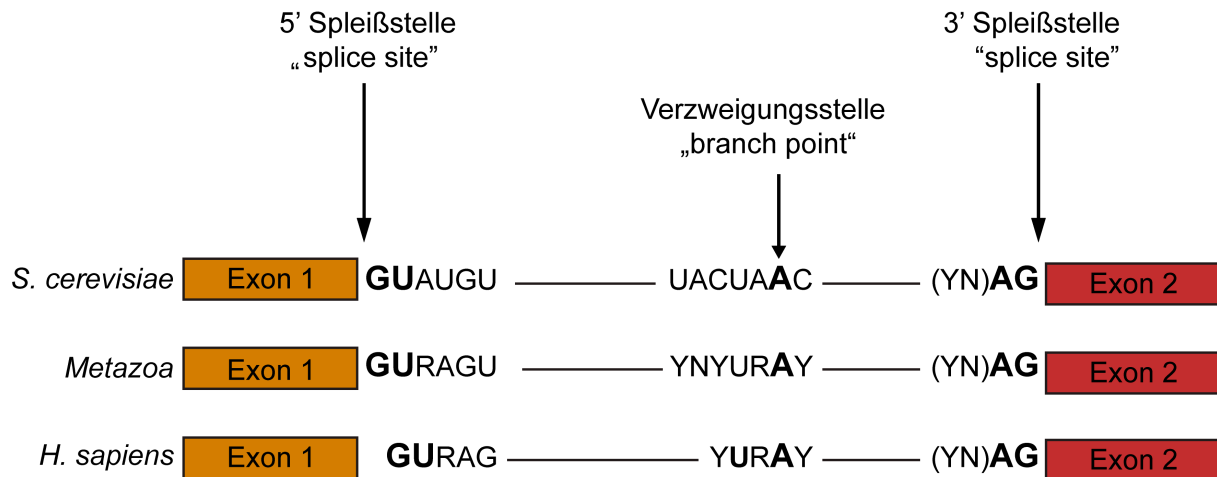 5’ Spleißstelle
„splice site”
3’ Spleißstelle
“splice site”
Verzweigungsstelle
„branch point“
S. cerevisiae Exon 1 GUAUGU UACUAAC (YN)AG Exon 2
Metazoa Exon 1 GURAGU YNYURAY (YN)AG Exon 2
H. sapiens Exon 1 GURAG YURAY (YN)AG Exon 2